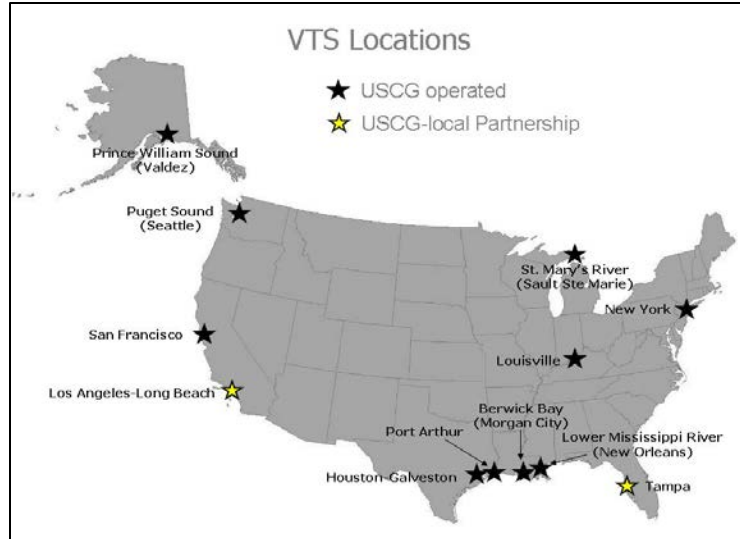 VTS Locations
USCG operated
USCG-local Partnership
Prince William Sound
(Valdez)
Puget Sound
(Seattle)
St. Mary's River
(Sault Ste Marie)
New York
San Francisco
Louisville
Los Angeles-Long Beach
Berwick Bay
(Morgan City)
Port Arthur
Lower Mississippi River
(New Orleans)
Houston-Galveston
Tampa